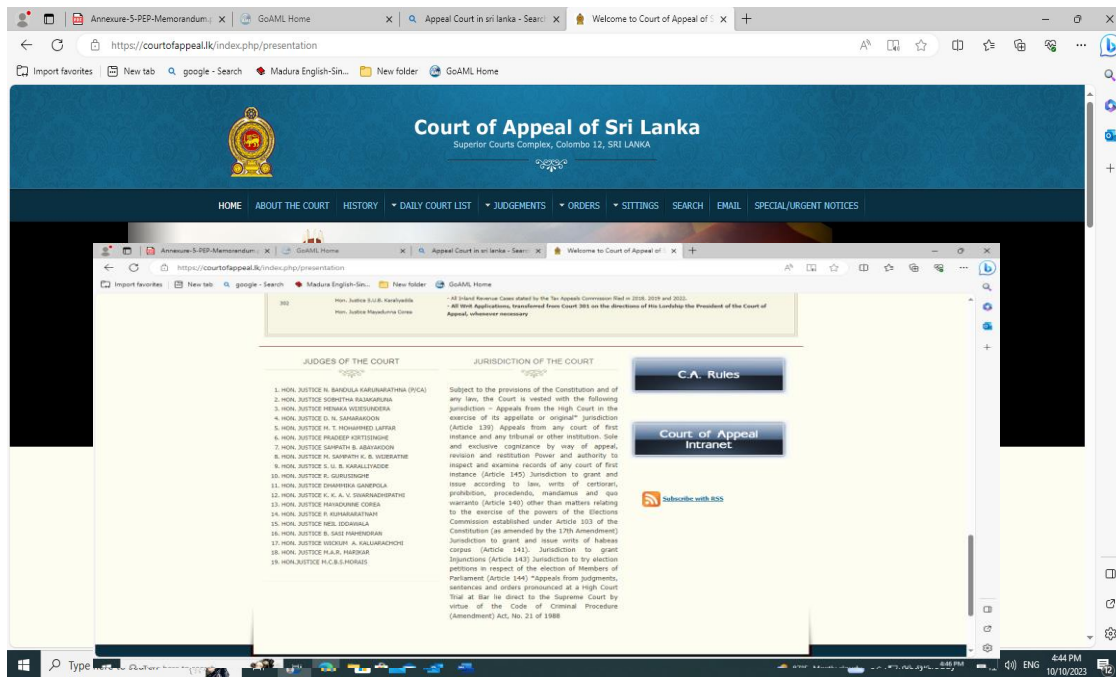 Annexure-5-PEP-Memorandum.
GoAML Home
Appeal Court in sri lanka - Searc
Welcome to Court of Appeal of S
https://courtofappeal.lk/index.php/presentation
Import favorites
New tab
google - Search
Madura English-Sin...
New folder
GoAML Home
Court of Appeal of Sri Lanka
Superior Courts Complex, Colombo 12, SRI LANKA
HOME ABOUT THE COURT HISTORY DAILY COURT LIST JUDGEMENTS ORDERS SITTINGS SEARCH EMAIL SPECIAL/URGENT NOTICES
Annexure-5-PEP-Memorandum.
GoAML Home
Appeal Court in sri lanka - Searc
Welcome to Court of Appeal of S
https://courtofappeal.lk/index.php/presentation
Import favorites
New tab
google - Search
Madura English-Sin...
New folder
GoAML Home
302
Hon. Justice S.U.B. Karaliyadda
Hon. Justice Mayadunna Corea
- All Inland Revenue Cases stated by the Tax Appeals Commission filed in 2018, 2019 and 2022.
- All Writ Applications, transferred from Court 301 on the directions of His Lordship the President of the Court of
Appeal, whenever necessary
JUDGES OF THE COURT
1. HON. JUSTICE N. BANDULA KARUNARATHNA (P/CA)
2. HON. JUSTICE SOBHITHA RAJAKARUNA
3. HON. JUSTICE MENAKA WIJESUNDERA
4. HON. JUSTICE D. N. SAMARAKOON
5. HON. JUSTICE M. T. MOHAMMED LAFFAR
6. HON. JUSTICE PRADEEP KIRTISINGHE
7. HON. JUSTICE SAMPATH B. ABAYAKOON
8. HON. JUSTICE M. SAMPATH K. B. WIJERATNE
9. HON. JUSTICE S. U. B. KARALLIYADDE
10. HON. JUSTICE R. GURUSINGHE
11. HON. JUSTICE DHAMMIKA GANEPOLA
12. HON. JUSTICE K. K. A. V. SWARNADHIPATHI
13. HON. JUSTICE MAYADUNNE COREA
14. HON. JUSTICE P. KUMARARATNAM
15. HON. JUSTICE NEIL IDDAWALA
16. HON. JUSTICE B. SASI MAHENDRAN
17. HON. JUSTICE WICKUM A. KALUARACHCHI
18. HON. JUSTICE M.A.R. MARIKAR
19. HON.JUSTICE M.C.B.S.MORAIS
JURISDICTION OF THE COURT
Subject to the provisions of the Constitution and of
any law, the Court is vested with the following
jurisdiction – Appeals from the High Court in the
exercise of its appellate or original* jurisdiction
(Article 139) Appeals from any court of first
instance and any tribunal or other institution. Sole
and exclusive cognizance by way of appeal,
revision and restitution Power and authority to
inspect and examine records of any court of first
instance (Article 145) Jurisdiction to grant and
issue according to law, writs of certiorari,
prohibition, procedendo, mandamus and quo
warranto (Article 140) other than matters relating
to the exercise of the powers of the Elections
Commission established under Article 103 of the
Constitution (as amended by the 17th Amendment)
Jurisdiction to grant and issue writs of habeas
corpus (Article 141). Jurisdiction to grant
Injunctions (Article 143) Jurisdiction to try election
petitions in respect of the election of Members of
Parliament (Article 144) *Appeals from judgments,
sentences and orders pronounced at a High Court
Trial at Bar lie direct to the Supreme Court by
virtue of the Code of Criminal Procedure
(Amendment) Act, No. 21 of 1988
C.A. Rules
Court of Appeal
Intranet
Subscribe with RSS
Type
4:46 PM
ENG
4:44 PM
10/10/2023
12